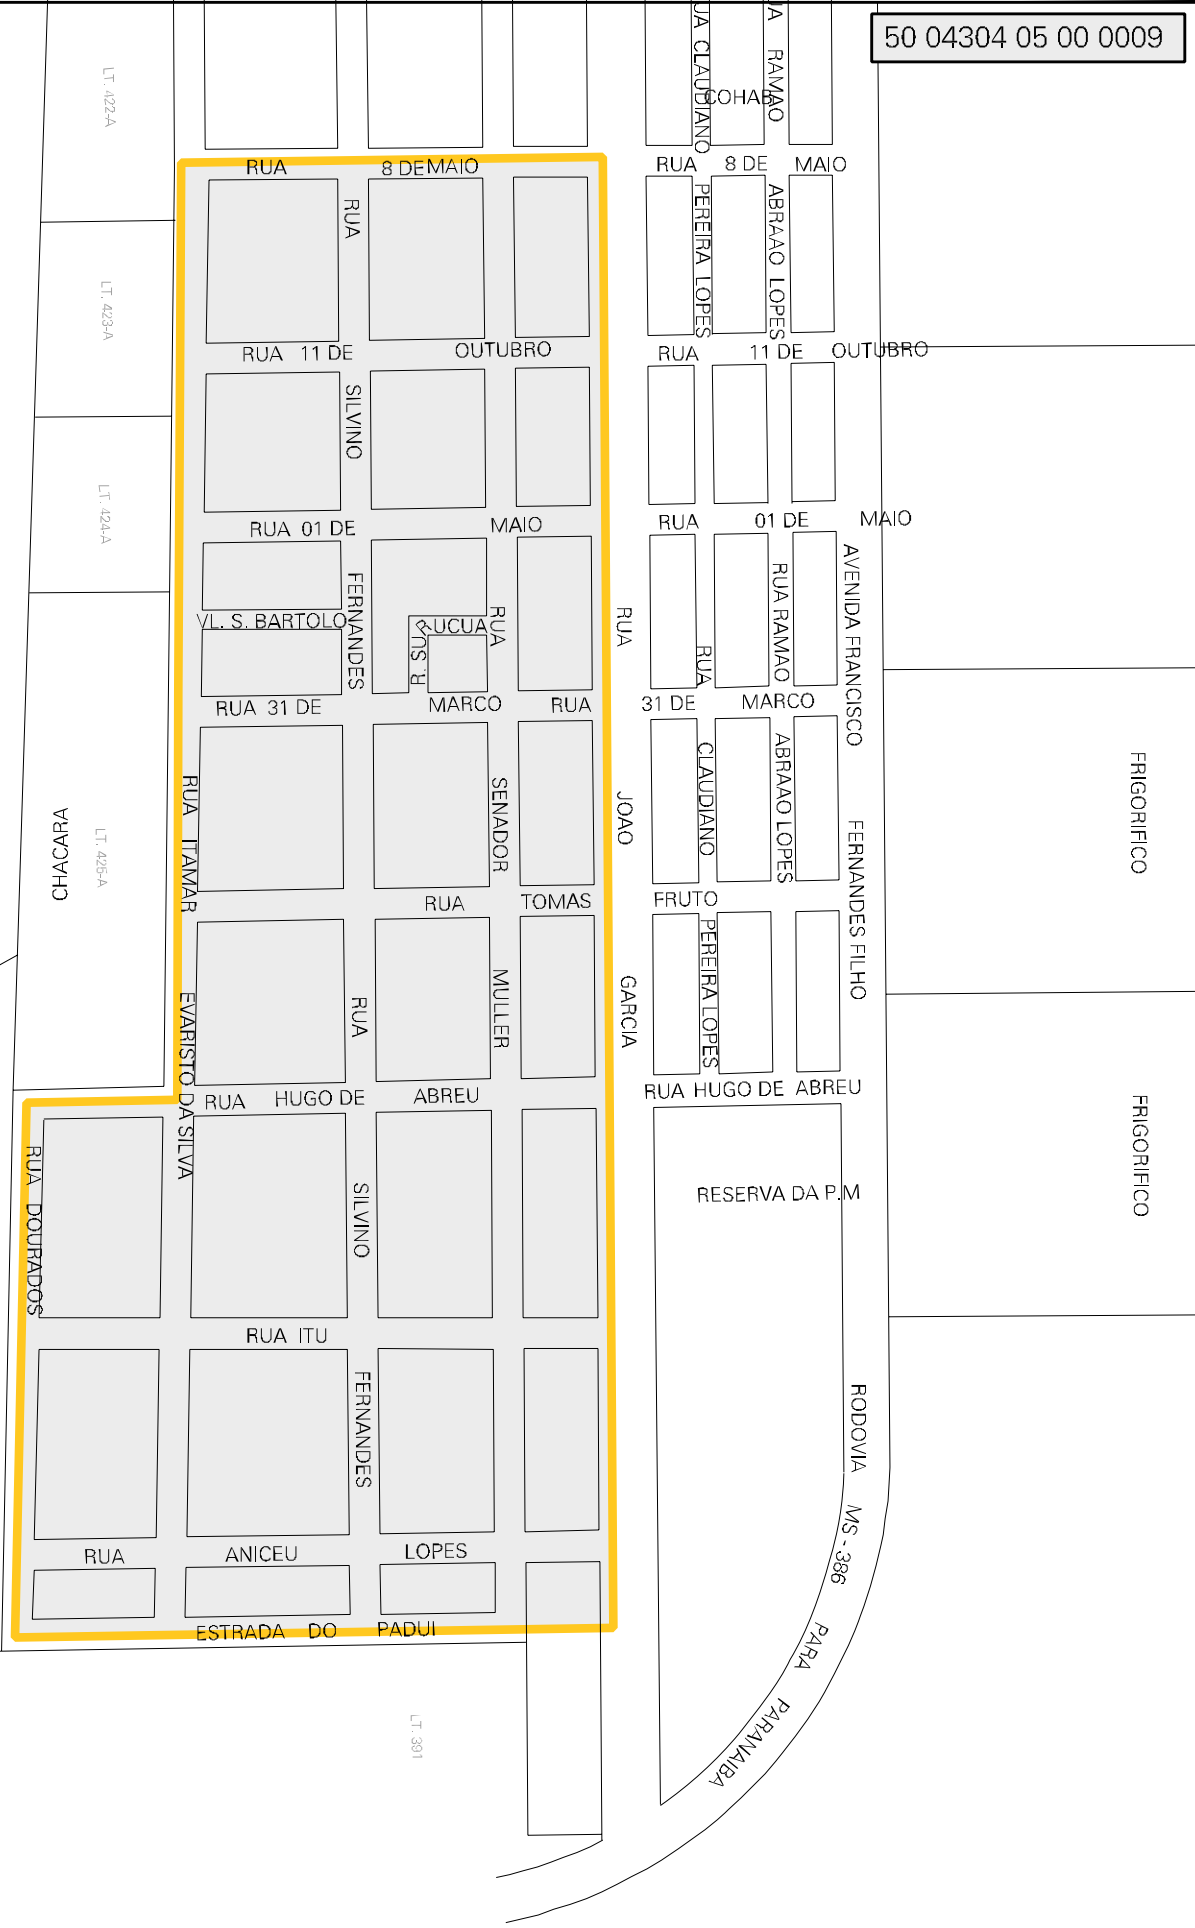 50 04304 05 00 0009
LT. 422-A
UA CLAUDIANO
UA RAMAO
COHAB
RUA 8 DE MAIO
RUA 8 DE MAIO
RUA
PEREIRA LOPES
ABRAAO LOPES
LT. 423-A
RUA 11 DE OUTUBRO
RUA 11 DE OUTUBRO
SILVINO
LT. 424-A
RUA 01 DE MAIO
RUA 01 DE MAIO
FERNANDES
VL. S. BARTOLO
R. SUP
UCUA
RUA
RUA
RUA
RUA RAMAO
AVENIDA FRANCISCO
RUA 31 DE MARCO
RUA 31 DE MARCO
RUA ITAMAR
SENADOR
JOAO
CLAUDIANO
ABRAAO LOPES
FERNANDES FILHO
FRIGORIFICO
CHACARA
LT. 425-A
RUA TOMAS FRUTO
EVARISTO DA SILVA
RUA
MULLER
GARCIA
PEREIRA LOPES
RUA HUGO DE ABREU
RUA HUGO DE ABREU
FRIGORIFICO
RUA DOURADOS
SILVINO
RESERVA DA P.M
RUA ITU
FERNANDES
RODOVIA MS - 386 PARA PARANAIBA
RUA ANICEU LOPES
ESTRADA DO PADUI
LT. 391